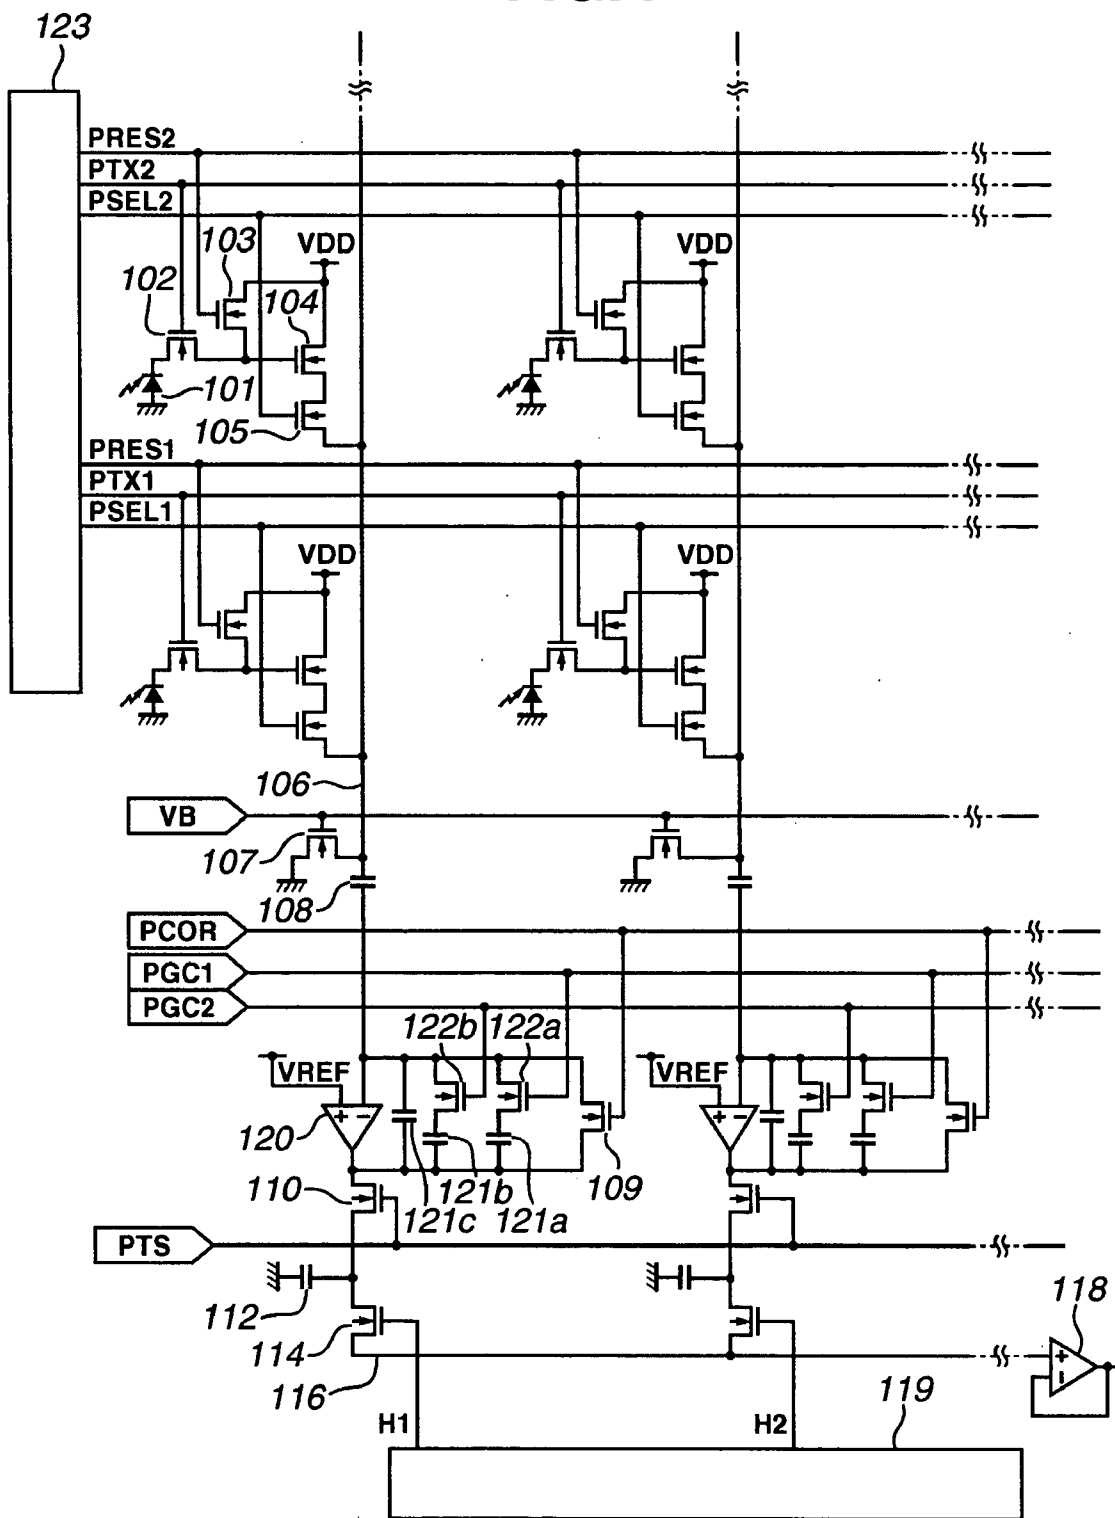 123
PRES2
PTX2
PSEL2
103
VDD
VDD
102
104
101
105
PRES1
PTX1
PSEL1
VDD
VDD
106
VB
107
108
PCOR
PGC1
PGC2
122b
122a
VREF
VREF
+
−
+
−
120
109
110
121b
121c
121a
PTS
112
118
114
+
−
116
119
H1
H2